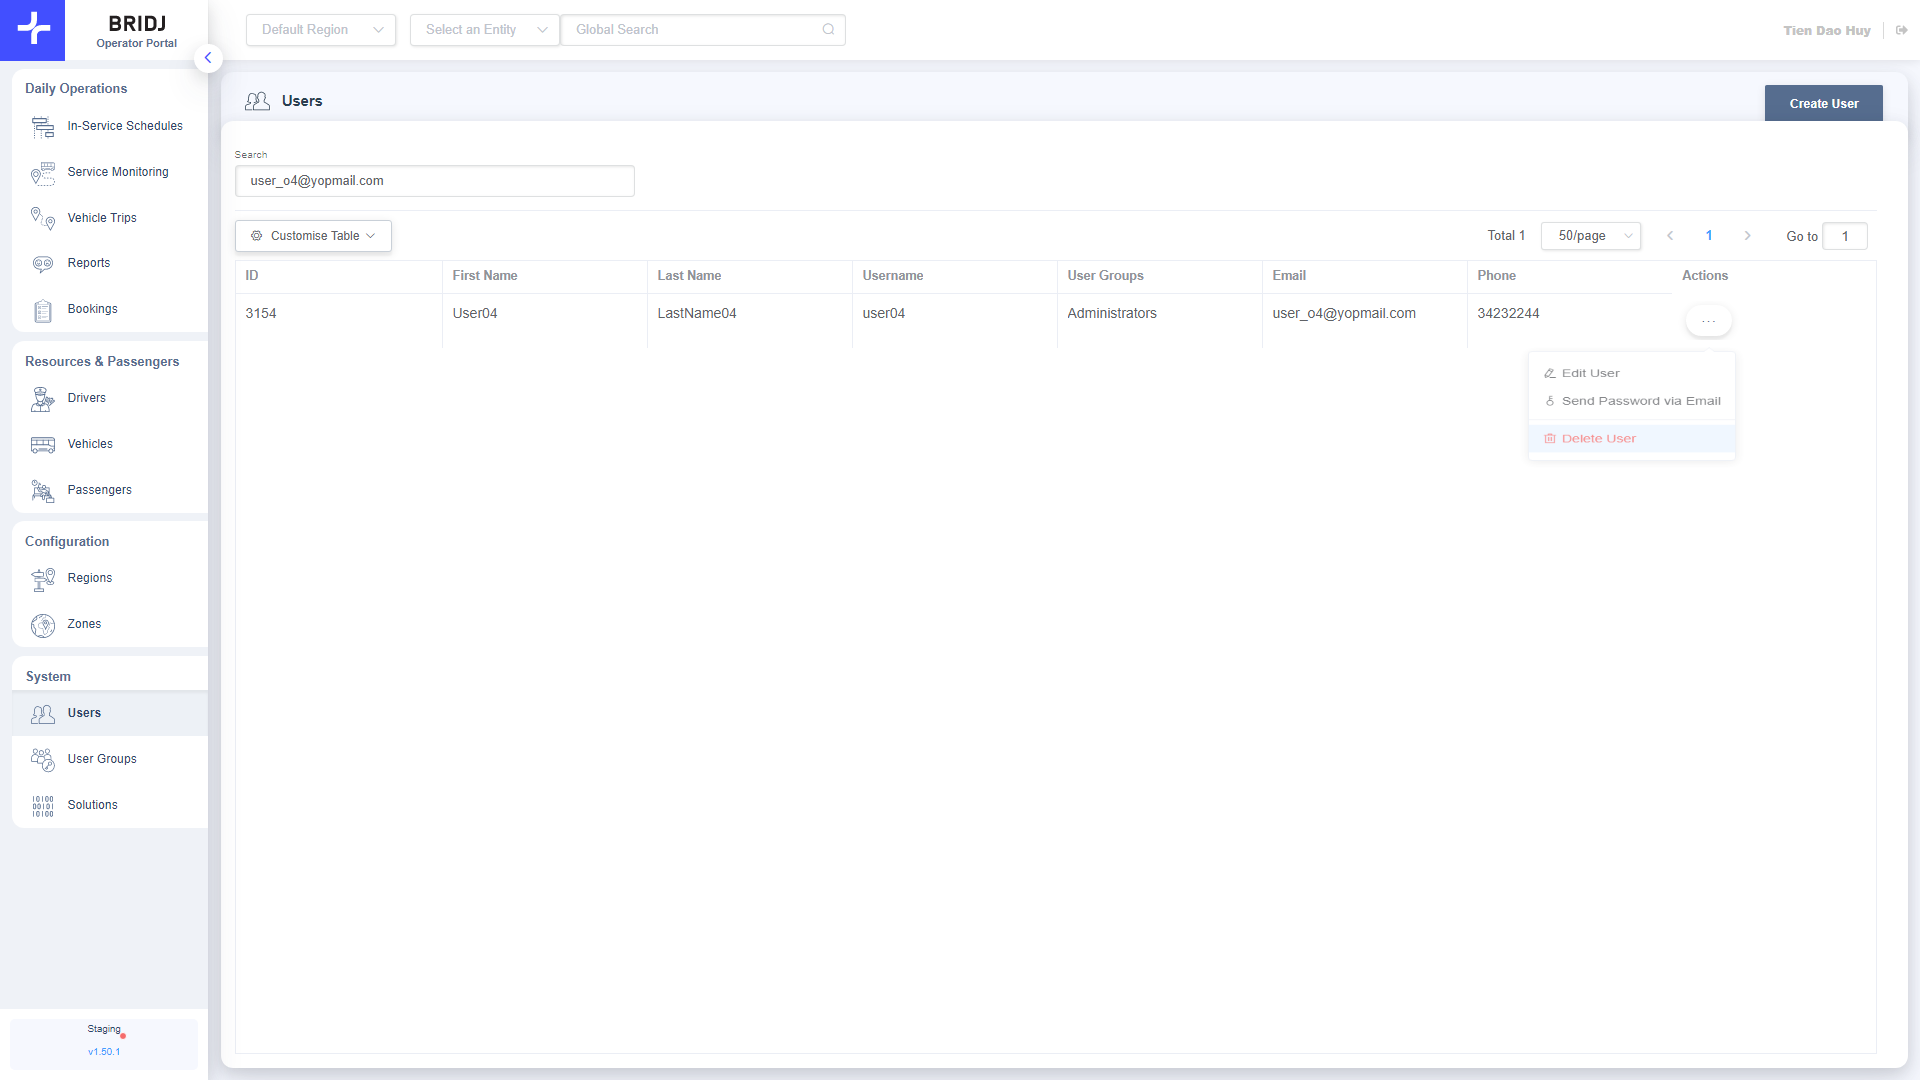 BRIDJ
Operator Portal
Default Region
Select an Entity
Global Search
Tien Dao Huy
Daily Operations
In-Service Schedules
Service Monitoring
Vehicle Trips
Reports
Bookings
Resources & Passengers
Drivers
Vehicles
Passengers
Configuration
Regions
Zones
System
Users
User Groups
10100
00101
10100
Solutions
Staging
v1.50.1
Users
Create User
Search
user_o4@yopmail.com
Customise Table
Total 1
50/page
1
Go to
1
ID First Name Last Name Username User Groups Email Phone Actions
3154 User04 LastName04 user04 Administrators user_o4@yopmail.com 34232244 ...
Edit User
Send Password via Email
Delete User